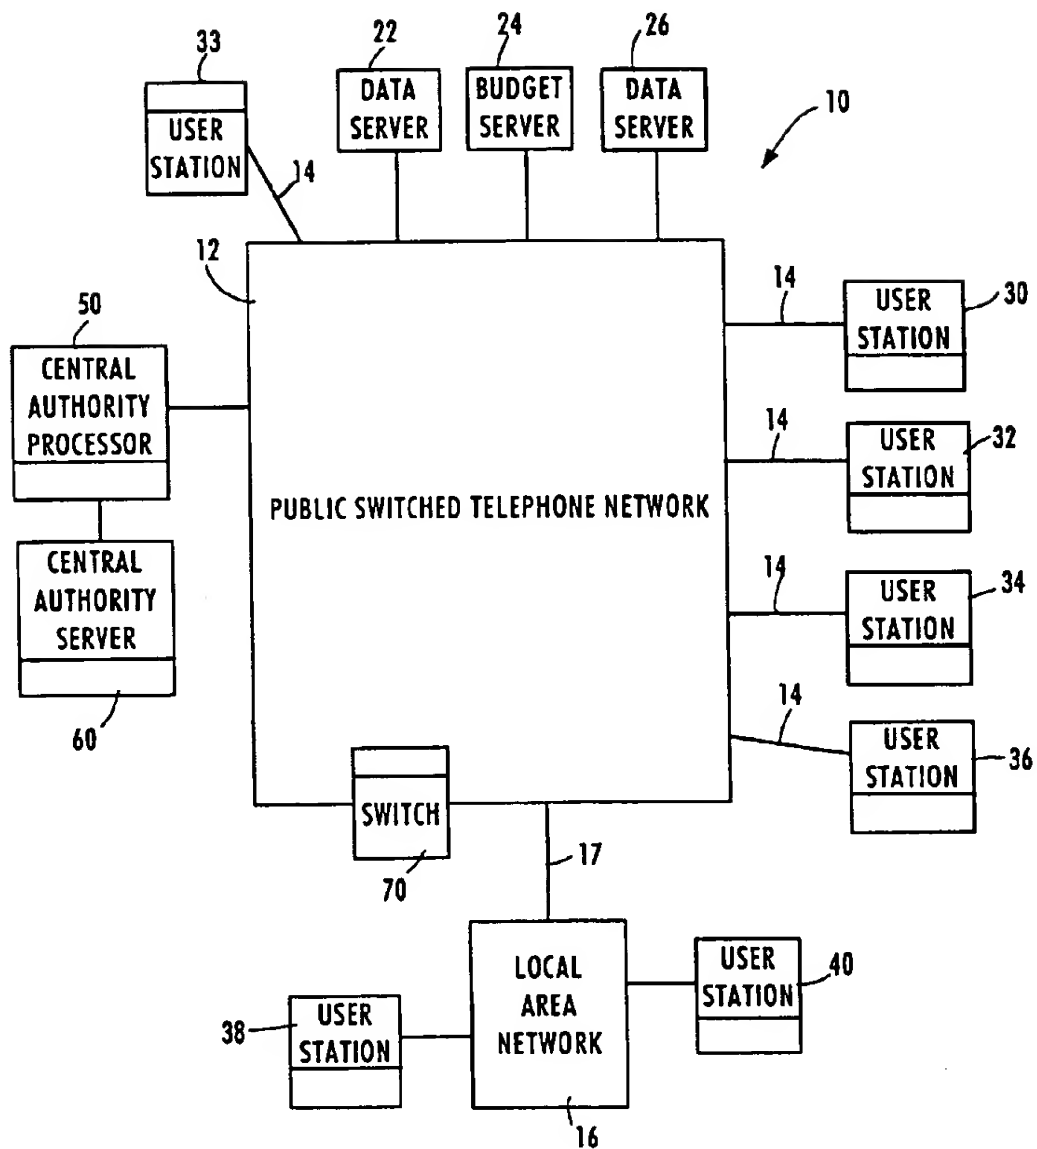 33
22
24
26
10
DATA
SERVER
BUDGET
SERVER
DATA
SERVER
USER
STATION
14
12
50
CENTRAL
AUTHORITY
PROCESSOR
CENTRAL
AUTHORITY
SERVER
60
PUBLIC SWITCHED TELEPHONE NETWORK
14
USER
STATION
30
14
USER
STATION
32
14
USER
STATION
34
14
USER
STATION
36
SWITCH
70
17
LOCAL
AREA
NETWORK
16
USER
STATION
38
USER
STATION
40